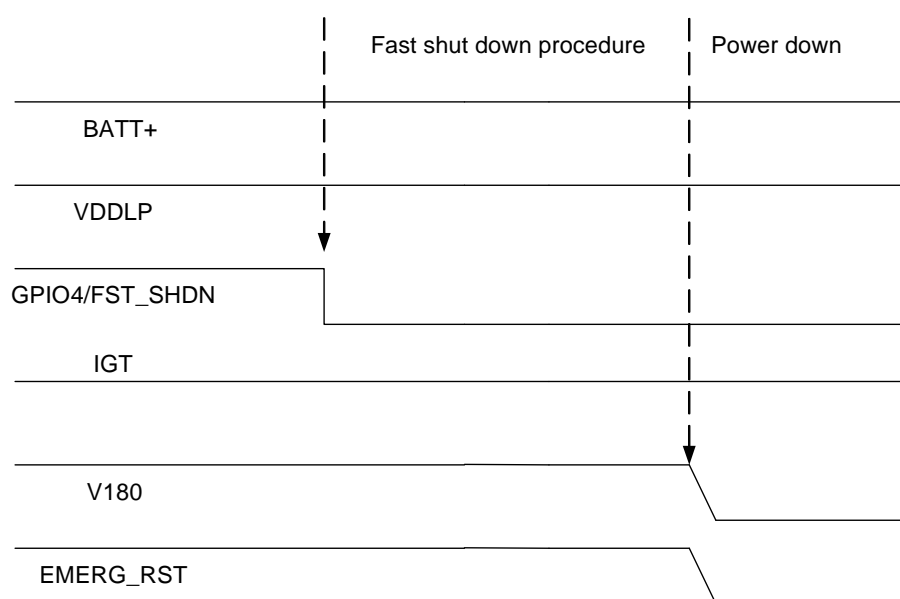 Fast shut down procedure
Power down
BATT+
VDDLP
GPIO4/FST_SHDN
IGT
V180
EMERG_RST